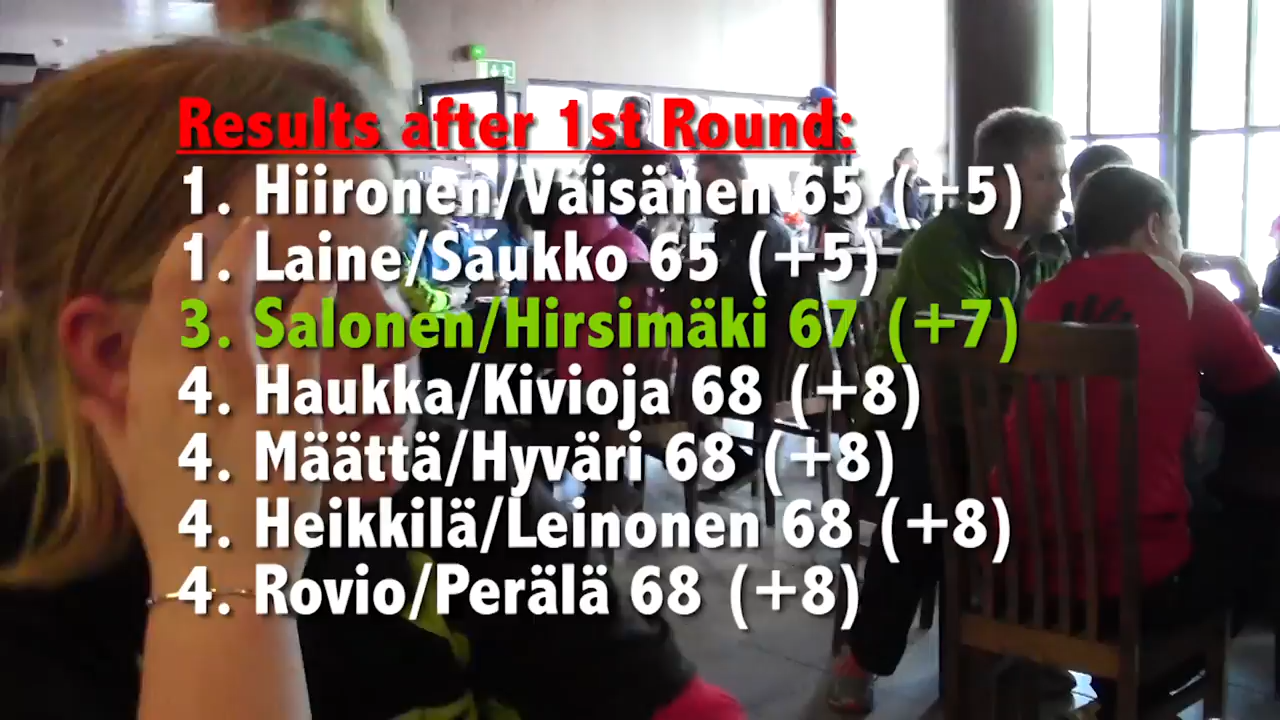 Results after 1st Round:
1. Hiironen/Väisänen 65 (+5)
1. Laine/Saukko 65 (+5)
3. Salonen/Hirsimäki 67 (+7)
4. Haukka/Kivioja 68 (+8)
4. Määttä/Hyväri 68 (+8)
4. Heikkilä/Leinonen 68 (+8)
4. Rovio/Perälä 68 (+8)